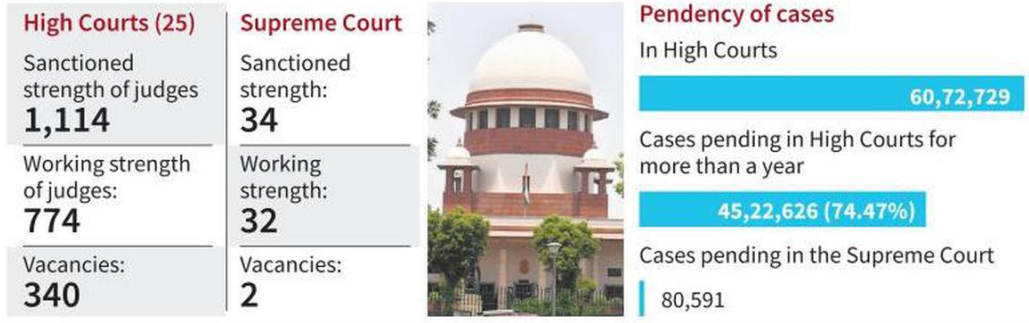 High Courts (25)
Sanctioned
strength of judges
1,114
Working strength
of judges:
774
Vacancies:
340
Supreme Court
Sanctioned
strength:
34
Working
strength:
32
Vacancies:
2
Pendency of cases
In High Courts
60,72,729
Cases pending in High Courts for
more than a year
45,22,626 (74.47%)
Cases pending in the Supreme Court
80,591